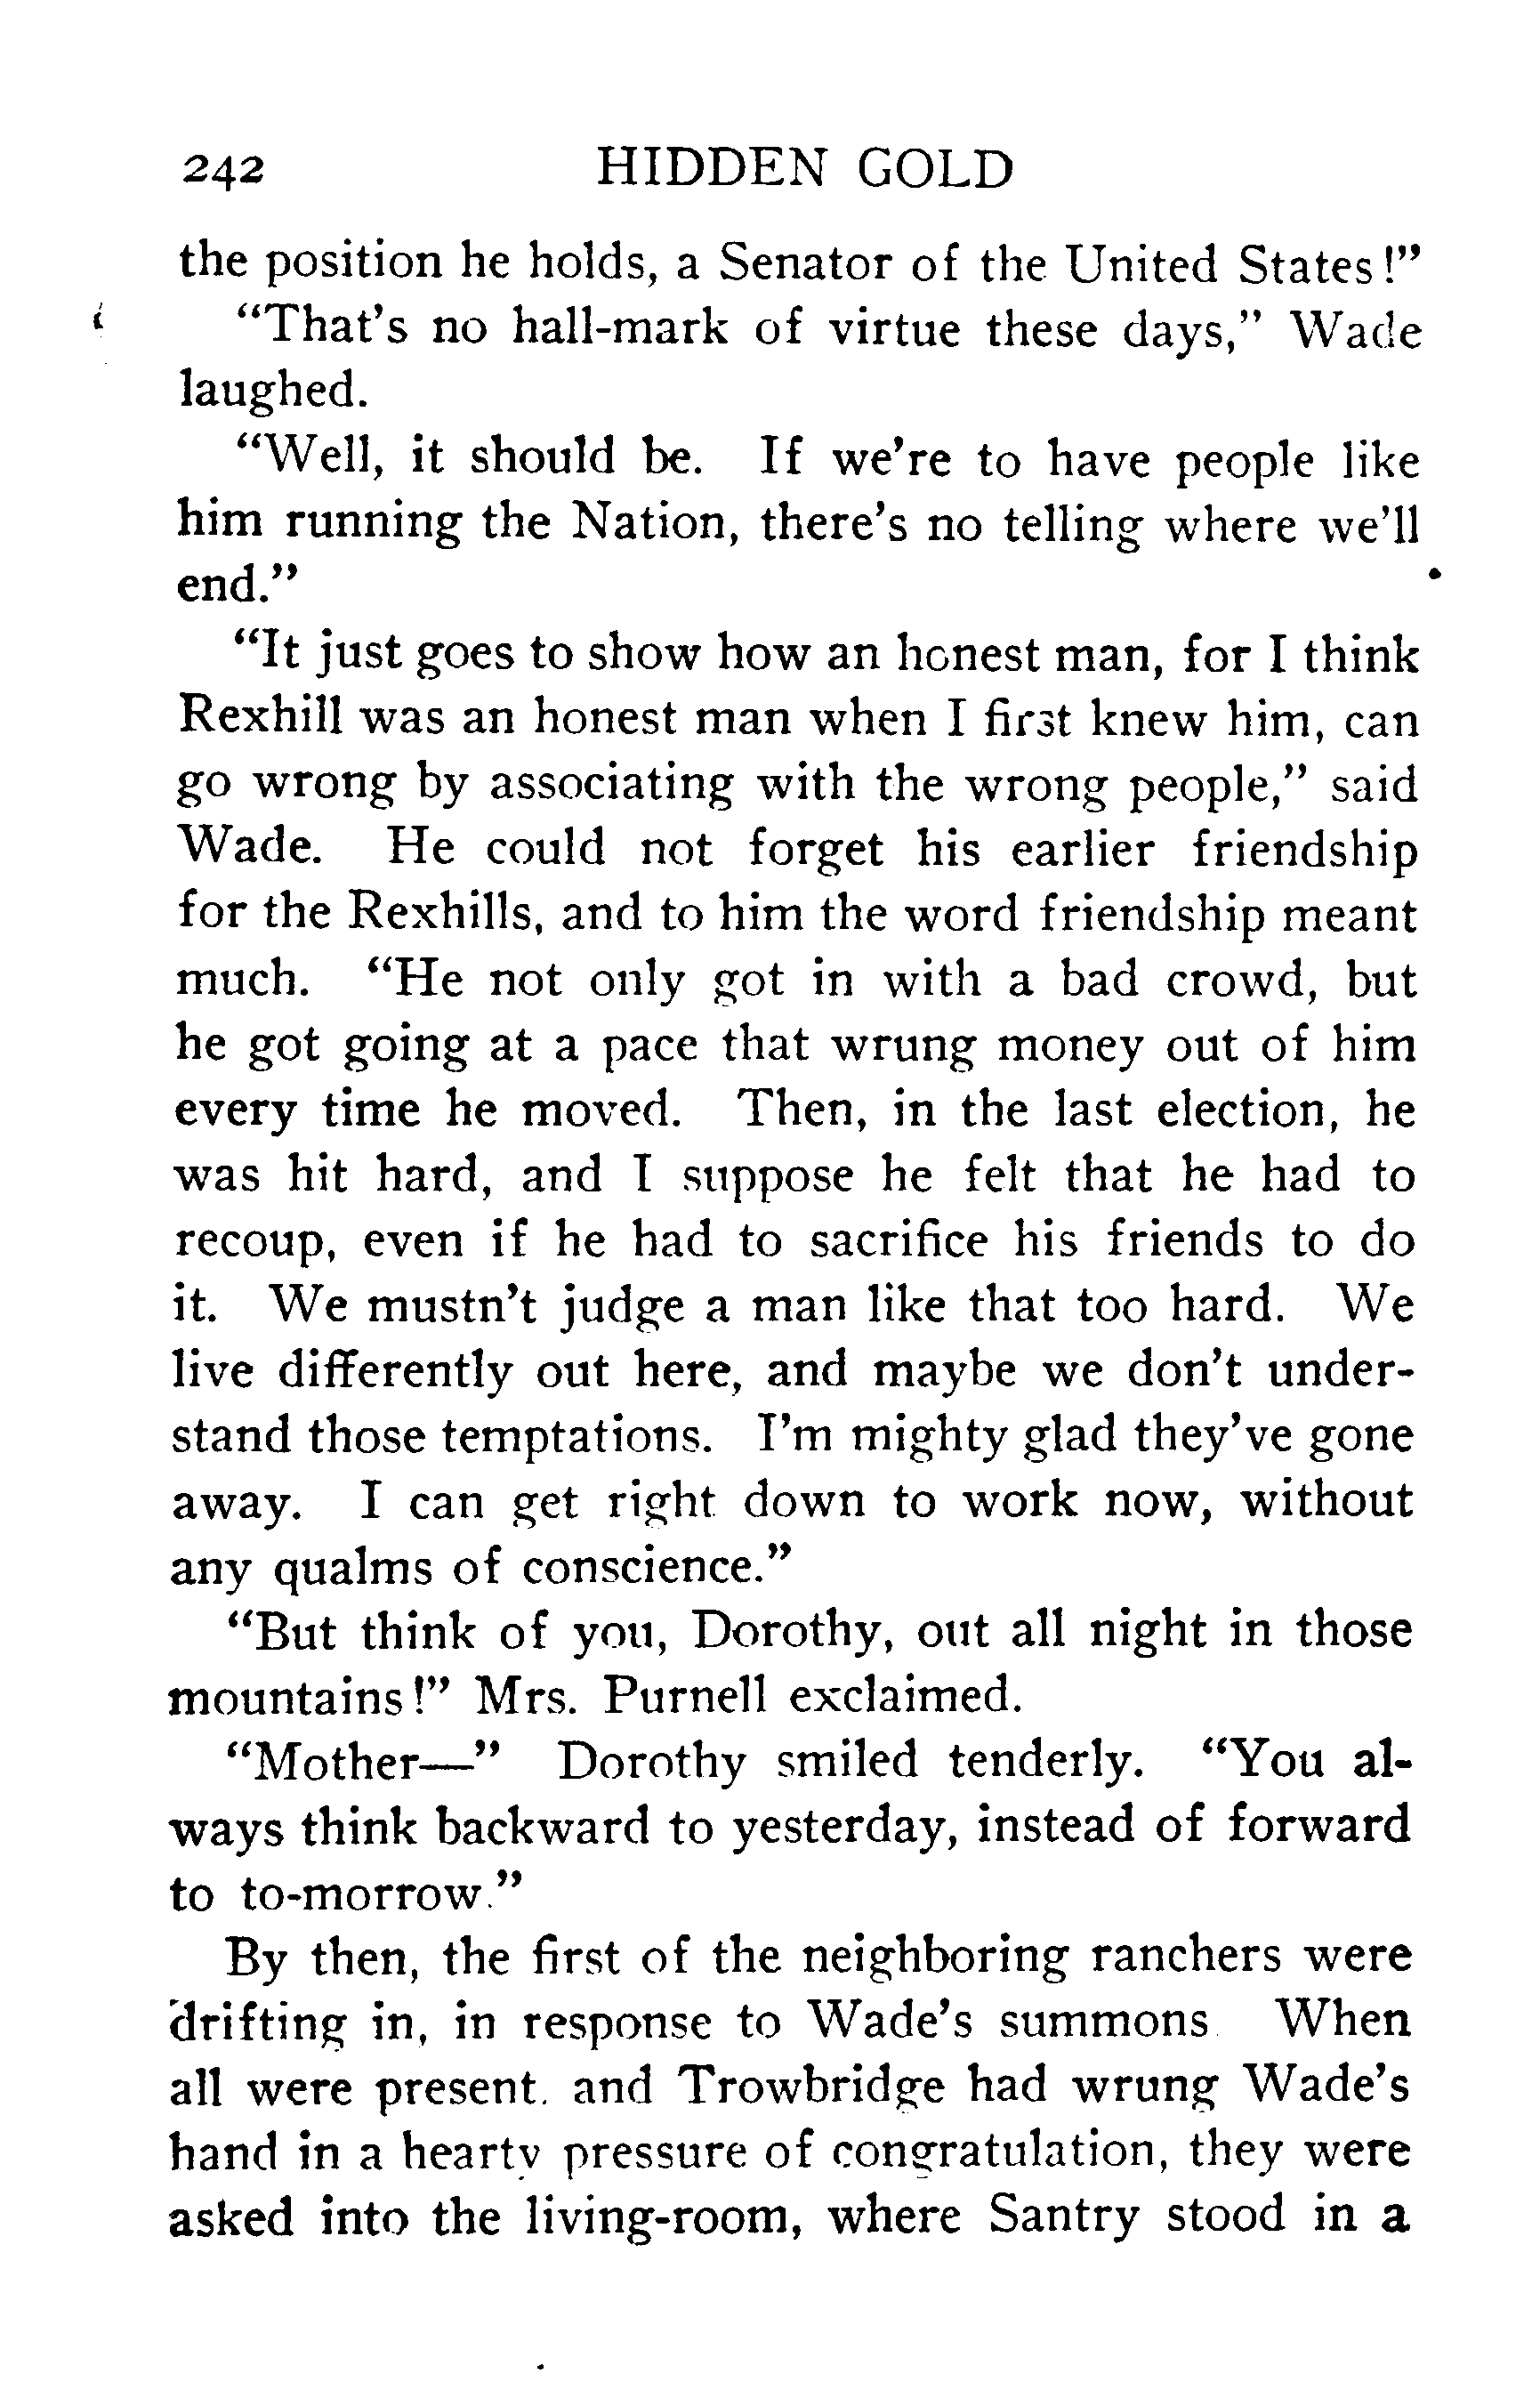 242 HIDDEN GOLD
the position he holds, a Senator of the United States!"
"That's no hall-mark of virtue these days," Wade
laughed.
"Well, it should be. If we're to have people like
him running the Nation, there's no telling where we'll
end."
"It just goes to show how an honest man, for I think
Rexhill was an honest man when I first knew him, can
go wrong by associating with the wrong people," said
Wade. He could not forget his earlier friendship
for the Rexhills, and to him the word friendship meant
much. "He not only got in with a bad crowd, but
he got going at a pace that wrung money out of him
every time he moved. Then, in the last election, he
was hit hard, and I suppose he felt that he had to
recoup, even if he had to sacrifice his friends to do
it. We mustn't judge a man like that too hard. We
live differently out here, and maybe we don't under-
stand those temptations. I'm mighty glad they've gone
away. I can get right down to work now, without
any qualms of conscience."
"But think of you, Dorothy, out all night in those
mountains!" Mrs. Purnell exclaimed.
"Mother—" Dorothy smiled tenderly. "You al-
ways think backward to yesterday, instead of forward
to to-morrow."
By then, the first of the neighboring ranchers were
drifting in, in response to Wade's summons. When
all were present, and Trowbridge had wrung Wade's
hand in a hearty pressure of congratulation, they were
asked into the living-room, where Santry stood in a